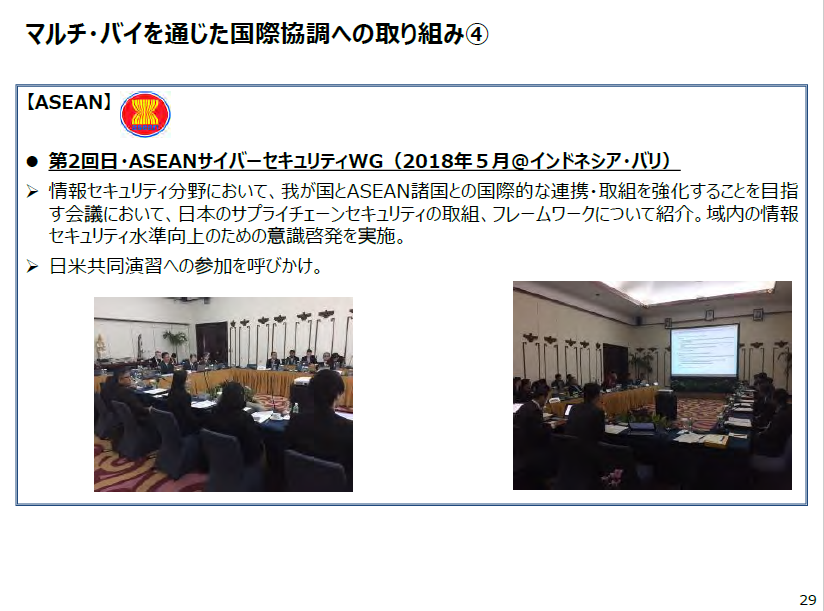 マルチ・バイを通じた国際協調への取り組み④
【ASEAN】
● 第2回日・ASEANサイバーセキュリティWG（2018年５月@インドネシア・バリ）
➢ 情報セキュリティ分野において、我が国とASEAN諸国との国際的な連携・取組を強化することを目指
す会議において、日本のサプライチェーンセキュリティの取組、フレームワークについて紹介。域内の情報
セキュリティ水準向上のための意識啓発を実施。
➢ 日米共同演習への参加を呼びかけ。
29